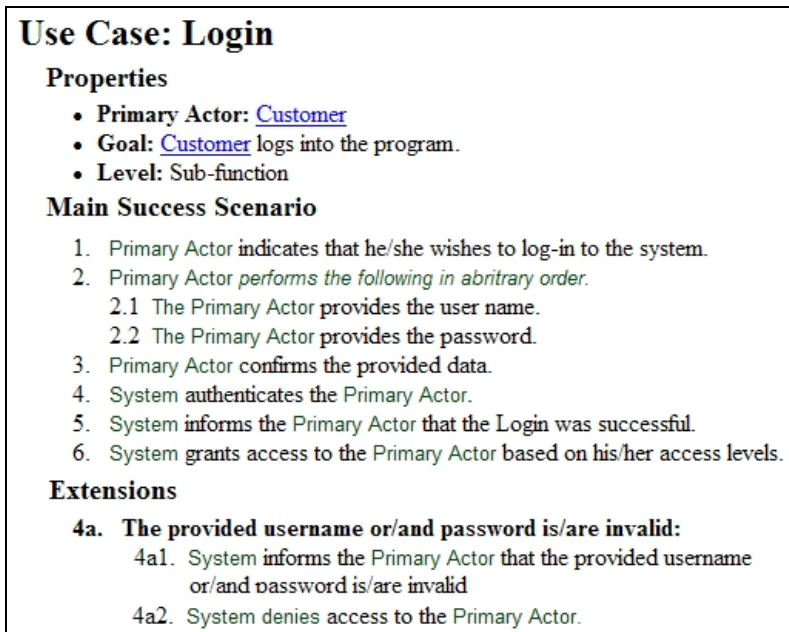 Use Case: Login
Properties
• Primary Actor: Customer
• Goal: Customer logs into the program.
• Level: Sub-function
Main Success Scenario
1. Primary Actor indicates that he/she wishes to log-in to the system.
2. Primary Actor performs the following in abritrary order.
2.1 The Primary Actor provides the user name.
2.2 The Primary Actor provides the password.
3. Primary Actor confirms the provided data.
4. System authenticates the Primary Actor.
5. System informs the Primary Actor that the Login was successful.
6. System grants access to the Primary Actor based on his/her access levels.
Extensions
4a. The provided username or/and password is/are invalid:
4a1. System informs the Primary Actor that the provided username
or/and password is/are invalid
4a2. System denies access to the Primary Actor.